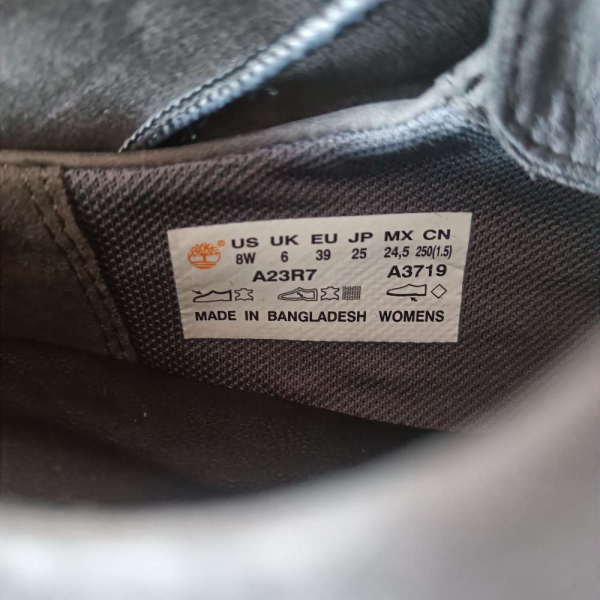 US UK EU JP MX CN
8W 6 39 25 24,5 250(1.5)
A23R7 A3719
MADE IN BANGLADESH WOMENS